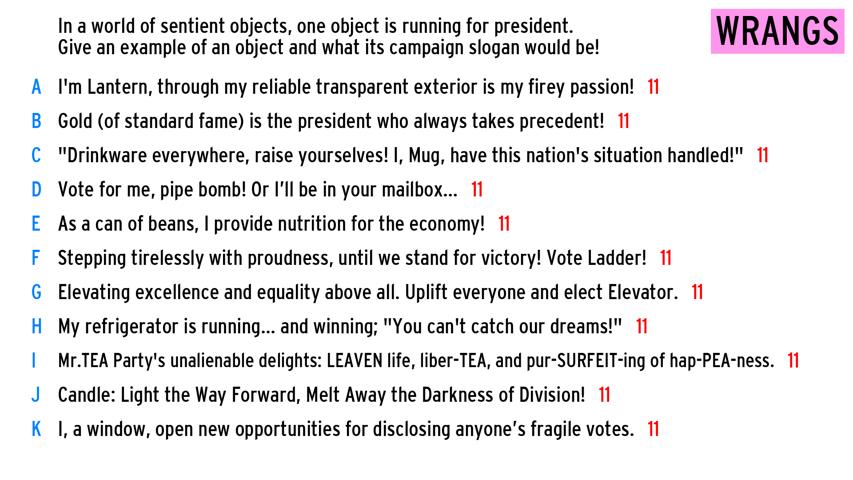 In a world of sentient objects, one object is running for president.
Give an example of an object and what its campaign slogan would be!
WRANGS
A I'm Lantern, through my reliable transparent exterior is my firey passion! 11
B Gold (of standard fame) is the president who always takes precedent! 11
C "Drinkware everywhere, raise yourselves! I, Mug, have this nation's situation handled!" 11
D Vote for me, pipe bomb! Or I’ll be in your mailbox... 11
E As a can of beans, I provide nutrition for the economy! 11
F Stepping tirelessly with proudness, until we stand for victory! Vote Ladder! 11
G Elevating excellence and equality above all. Uplift everyone and elect Elevator. 11
H My refrigerator is running... and winning; "You can't catch our dreams!" 11
I Mr.TEA Party's unalienable delights: LEAVEN life, liber-TEA, and pur-SURFEIT-ing of hap-PEA-ness. 11
J Candle: Light the Way Forward, Melt Away the Darkness of Division! 11
K I, a window, open new opportunities for disclosing anyone’s fragile votes. 11